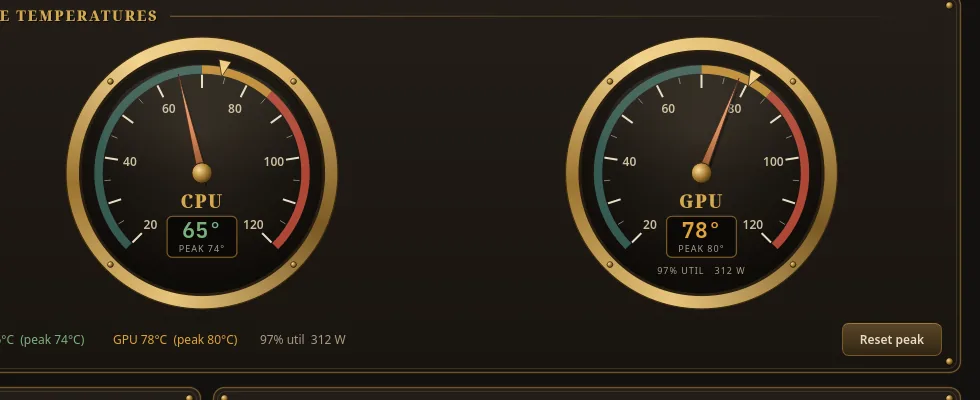 E TEMPERATURES
60 80
40 100
20 120
CPU
65°
PEAK 74°
60 80
40 100
20 120
GPU
78°
PEAK 80°
97% UTIL 312 W
°C (peak 74°C) GPU 78°C (peak 80°C) 97% util 312 W
Reset peak